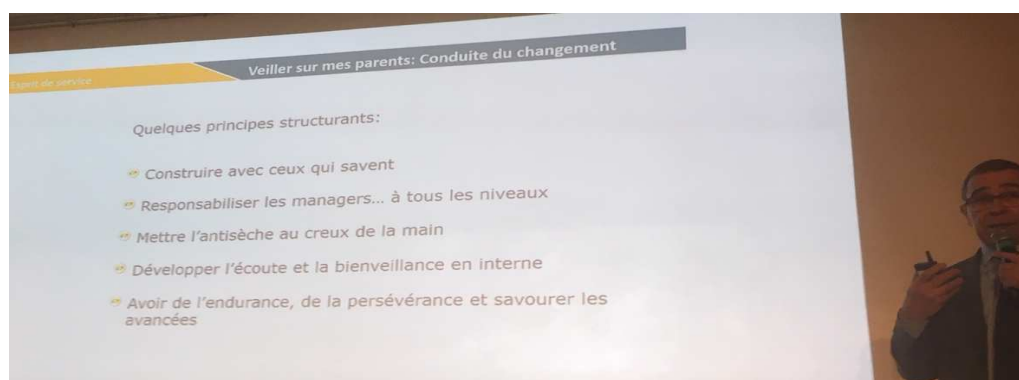 Esprit de service
Veiller sur mes parents: Conduite du changement
Quelques principes structurants:
Construire avec ceux qui savent
Responsabiliser les managers... à tous les niveaux
Mettre l'antisèche au creux de la main
Développer l'écoute et la bienveillance en interne
Avoir de l'endurance, de la persévérance et savourer les
avancées